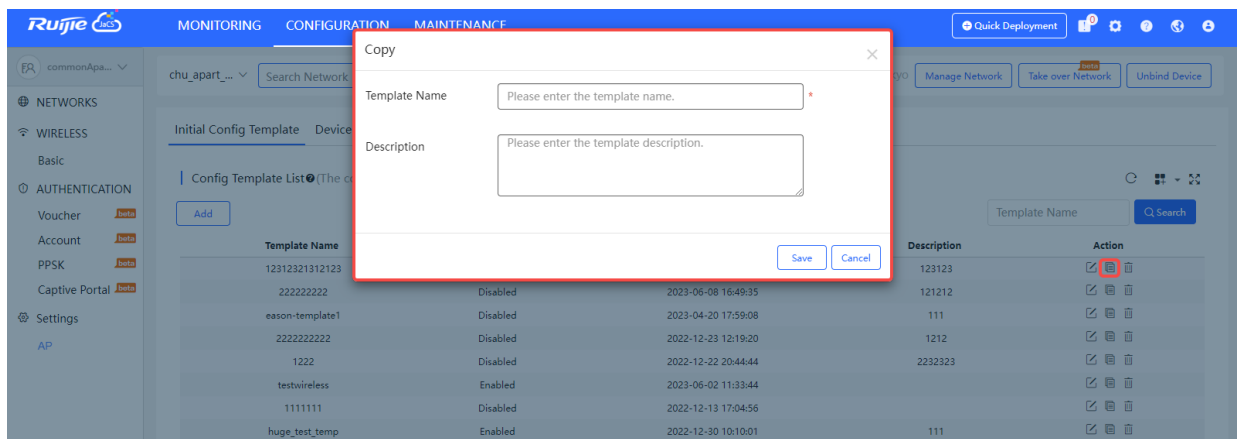 Ruijie JaCS MONITORING CONFIGURATION MAINTENANCE Quick Deployment 0
commonApa...
chu_apart_... Search Network Manage Network Take over Network beta Unbind Device
NETWORKS
WIRELESS
Basic
AUTHENTICATION
Voucher beta
Account beta
PPSK beta
Captive Portal beta
Settings
AP
Initial Config Template Device
Config Template List (The
Add Template Name Search
Template Name Description Action
12312321312123 123123
222222222 Disabled 2023-06-08 16:49:35 121212
eason-template1 Disabled 2023-04-20 17:59:08 111
2222222222 Disabled 2022-12-23 12:19:20 1212
1222 Disabled 2022-12-22 20:44:44 2232323
testwireless Enabled 2023-06-02 11:33:44
1111111 Disabled 2022-12-13 17:04:56
huge_test_temp Enabled 2022-12-30 10:10:01 111
Copy
Template Name Please enter the template name. *
Description Please enter the template description.
Save Cancel